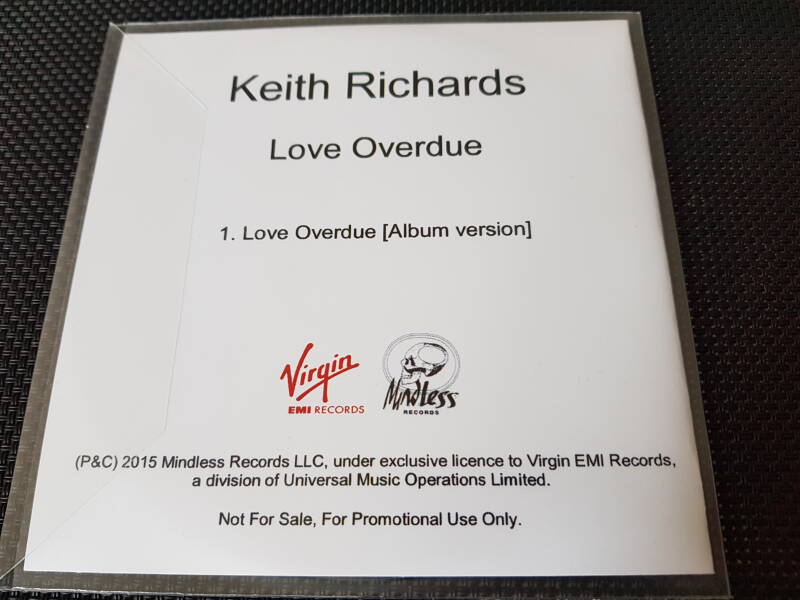 Keith Richards
Love Overdue
1. Love Overdue [Album version]
Virgin
EMI RECORDS
Mindless
RECORDS
(P&C) 2015 Mindless Records LLC, under exclusive licence to Virgin EMI Records,
a division of Universal Music Operations Limited.
Not For Sale, For Promotional Use Only.